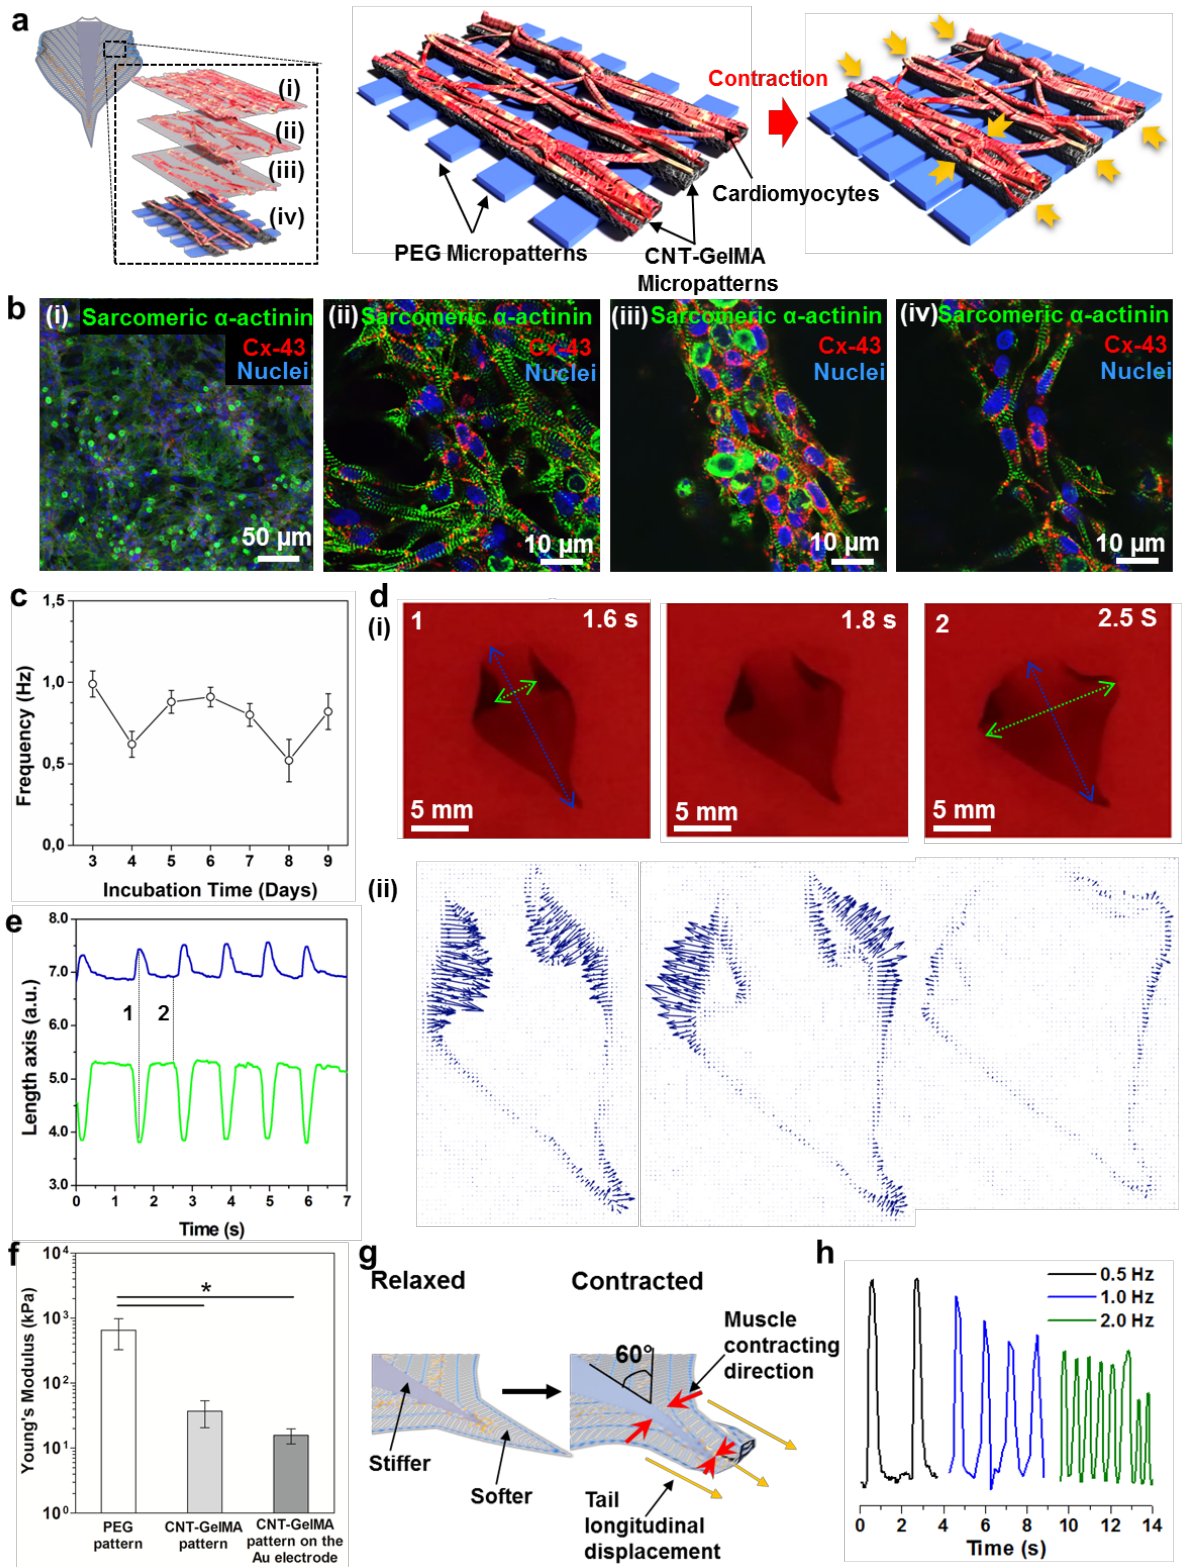 a
(i)
(ii)
(iii)
(iv)
Contraction
Cardiomyocytes
PEG Micropatterns
CNT-GelMA
Micropatterns
b
(i)
Sarcomeric α-actinin
Cx-43
Nuclei
50 µm
(ii)
Sarcomeric α-actinin
Cx-43
Nuclei
10 µm
(iii)
Sarcomeric α-actinin
Cx-43
Nuclei
10 µm
(iv)
Sarcomeric α-actinin
Cx-43
Nuclei
10 µm
c
Frequency (Hz)
1,5
1,0
0,5
0,0
3 4 5 6 7 8 9
Incubation Time (Days)
d
(i)
1
1.6 s
5 mm
1.8 s
5 mm
2
2.5 S
5 mm
(ii)
e
Length axis (a.u.)
8.0
7.0
6.0
5.0
4.0
3.0
1
2
0 1 2 3 4 5 6 7
Time (s)
f
Young's Modulus (kPa)
10⁴
10³
10²
10¹
10⁰
*
PEG
pattern
CNT-GelMA
pattern
CNT-GelMA
pattern on the
Au electrode
g
Relaxed
Contracted
60°
Muscle
contracting
direction
Stiffer
Softer
Tail
longitudinal
displacement
h
0.5 Hz
1.0 Hz
2.0 Hz
0 2 4 6 8 10 12 14
Time (s)